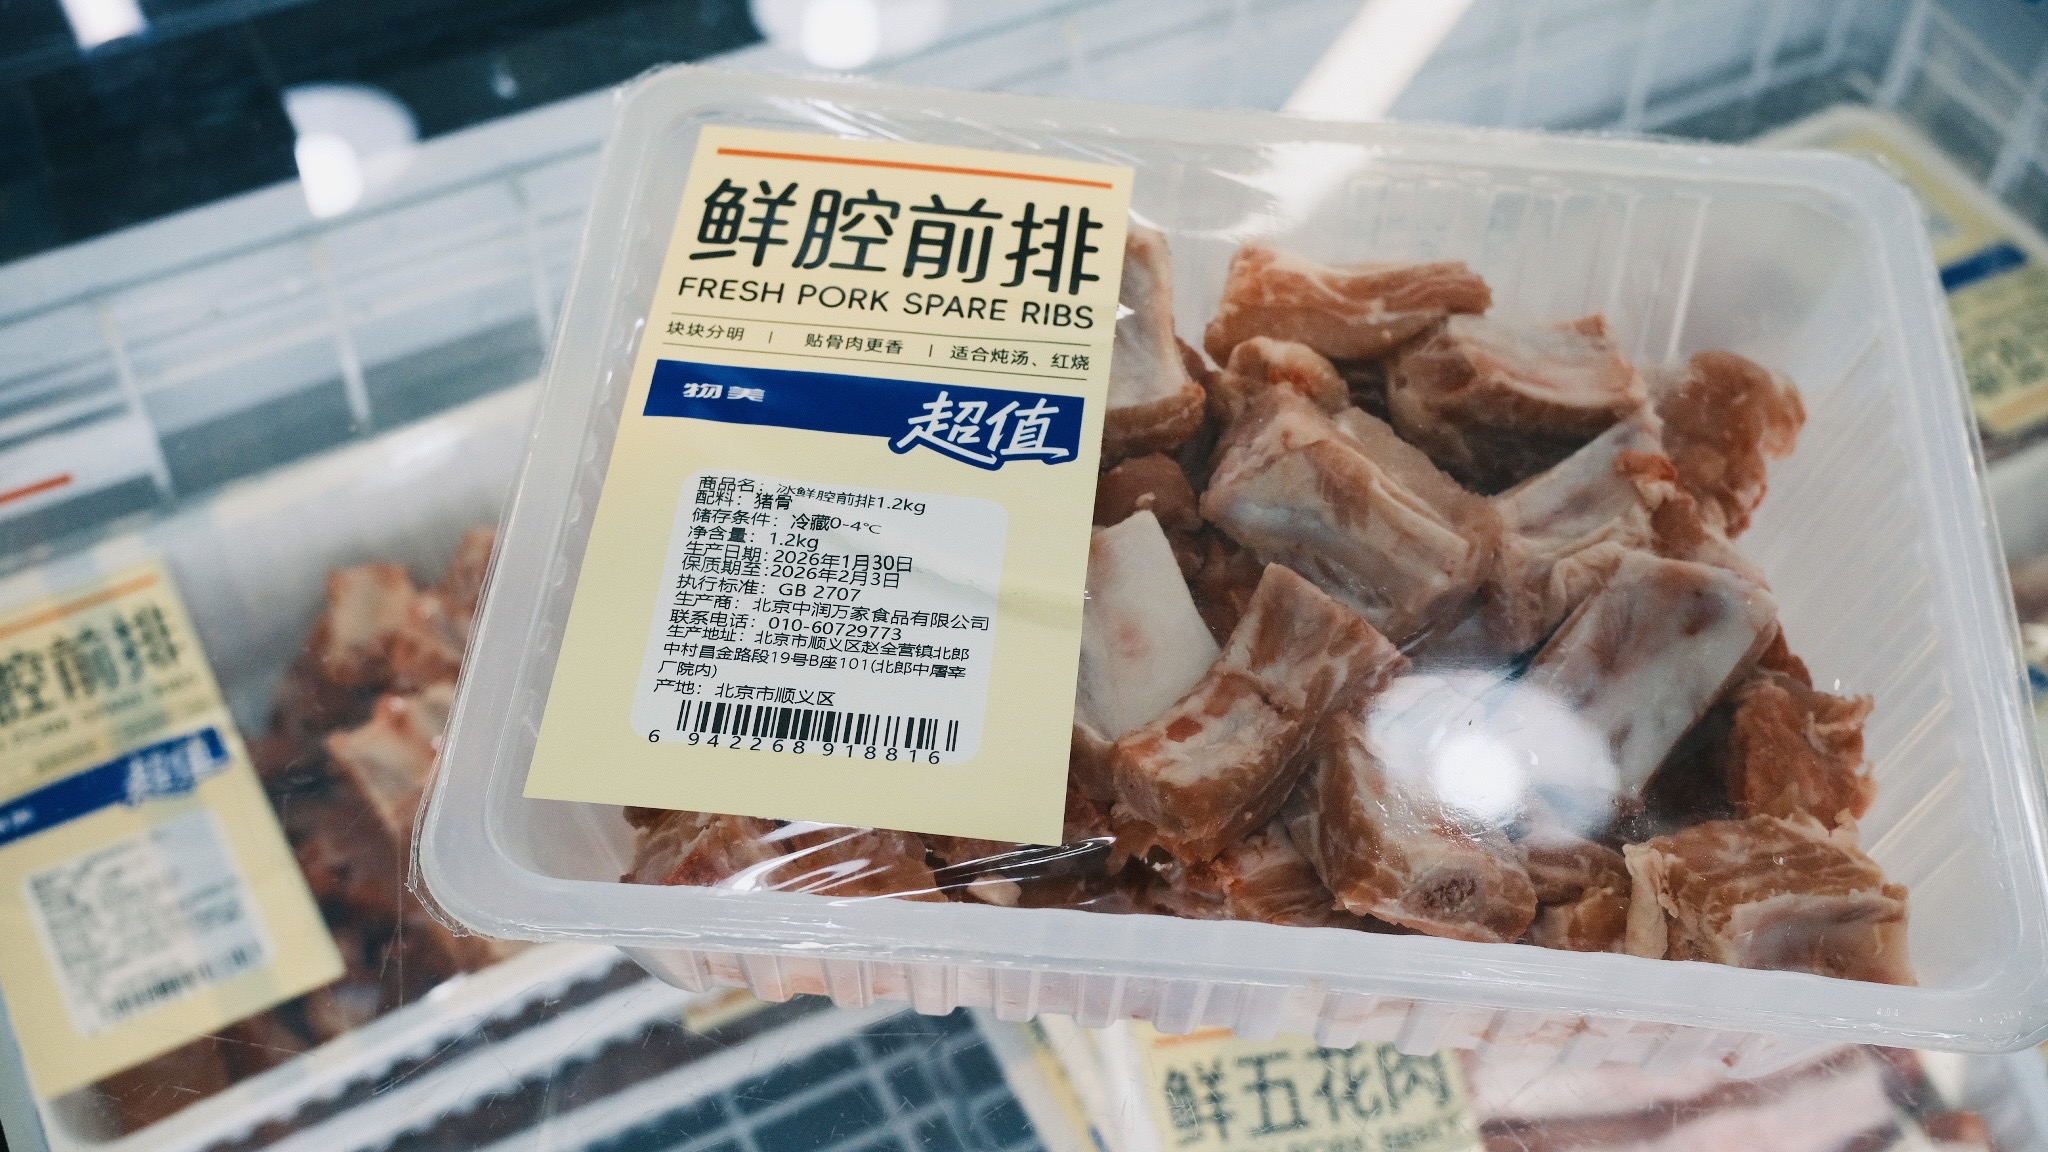 鲜腔前排
FRESH PORK SPARE RIBS
块块分明 | 贴骨肉更香 | 适合炖汤、红烧
物美
超值
商品名：冰鲜腔前排1.2kg
配料：猪骨
储存条件：冷藏0-4℃
净含量：1.2kg
生产日期：2026年1月30日
保质期至：2026年2月3日
执行标准：GB 2707
生产商：北京中润万家食品有限公司
联系电话：010-60729773
生产地址：北京市顺义区赵全营镇北郎
中村昌金路段19号B座101(北郎中屠宰
厂院内)
产地：北京市顺义区
6 942268 918816
腔前排
超值
鲜五花肉